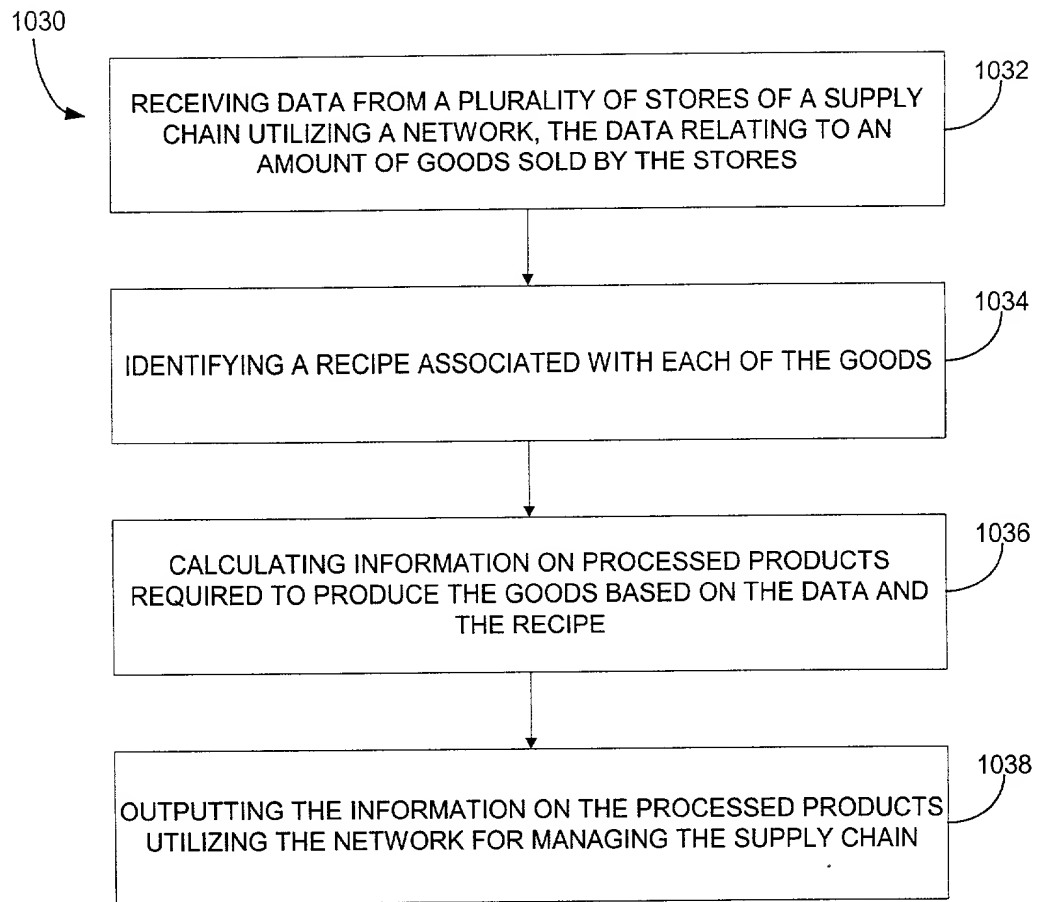 1030
1032
RECEIVING DATA FROM A PLURALITY OF STORES OF A SUPPLY
CHAIN UTILIZING A NETWORK, THE DATA RELATING TO AN
AMOUNT OF GOODS SOLD BY THE STORES
1034
IDENTIFYING A RECIPE ASSOCIATED WITH EACH OF THE GOODS
1036
CALCULATING INFORMATION ON PROCESSED PRODUCTS
REQUIRED TO PRODUCE THE GOODS BASED ON THE DATA AND
THE RECIPE
1038
OUTPUTTING THE INFORMATION ON THE PROCESSED PRODUCTS
UTILIZING THE NETWORK FOR MANAGING THE SUPPLY CHAIN